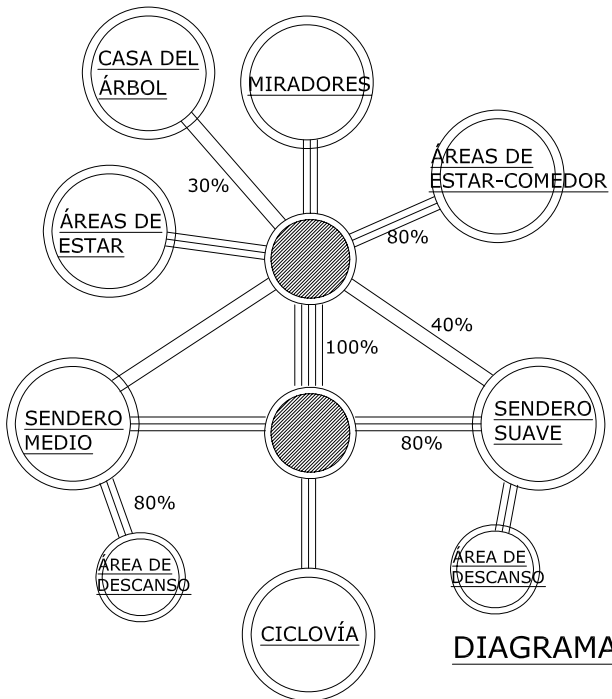 CASA DEL
ÁRBOL
MIRADORES
ÁREAS DE
ESTAR-COMEDOR
30%
ÁREAS DE
ESTAR
80%
40%
100%
SENDERO
MEDIO
SENDERO
SUAVE
80%
80%
ÁREA DE
DESCANSO
ÁREA DE
DESCANSO
CICLOVÍA
DIAGRAMA